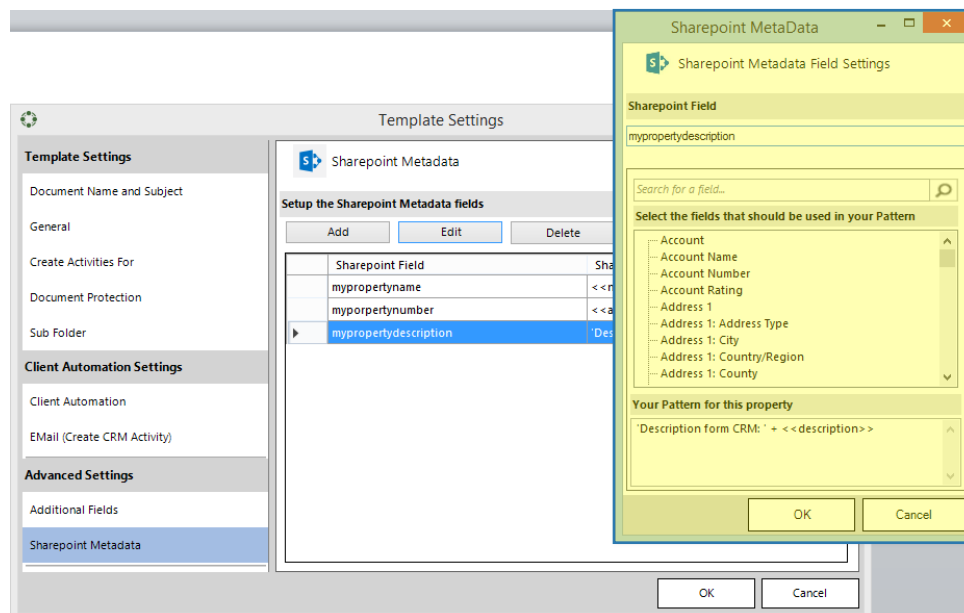 Template Settings
Template Settings
Document Name and Subject
General
Create Activities For
Document Protection
Sub Folder
Client Automation Settings
Client Automation
EMail (Create CRM Activity)
Advanced Settings
Additional Fields
Sharepoint Metadata
Sharepoint Metadata
Setup the Sharepoint Metadata fields
Add Edit Delete
Sharepoint Field Sha
mypropertyname <<n
myporpertynumber <<a
mypropertydescription 'Des
OK Cancel
Sharepoint MetaData
Sharepoint Metadata Field Settings
Sharepoint Field
mypropertydescription
Search for a field...
Select the fields that should be used in your Pattern
Account
Account Name
Account Number
Account Rating
Address 1
Address 1: Address Type
Address 1: City
Address 1: Country/Region
Address 1: County
Your Pattern for this property
'Description form CRM: ' + <<description>>
OK Cancel